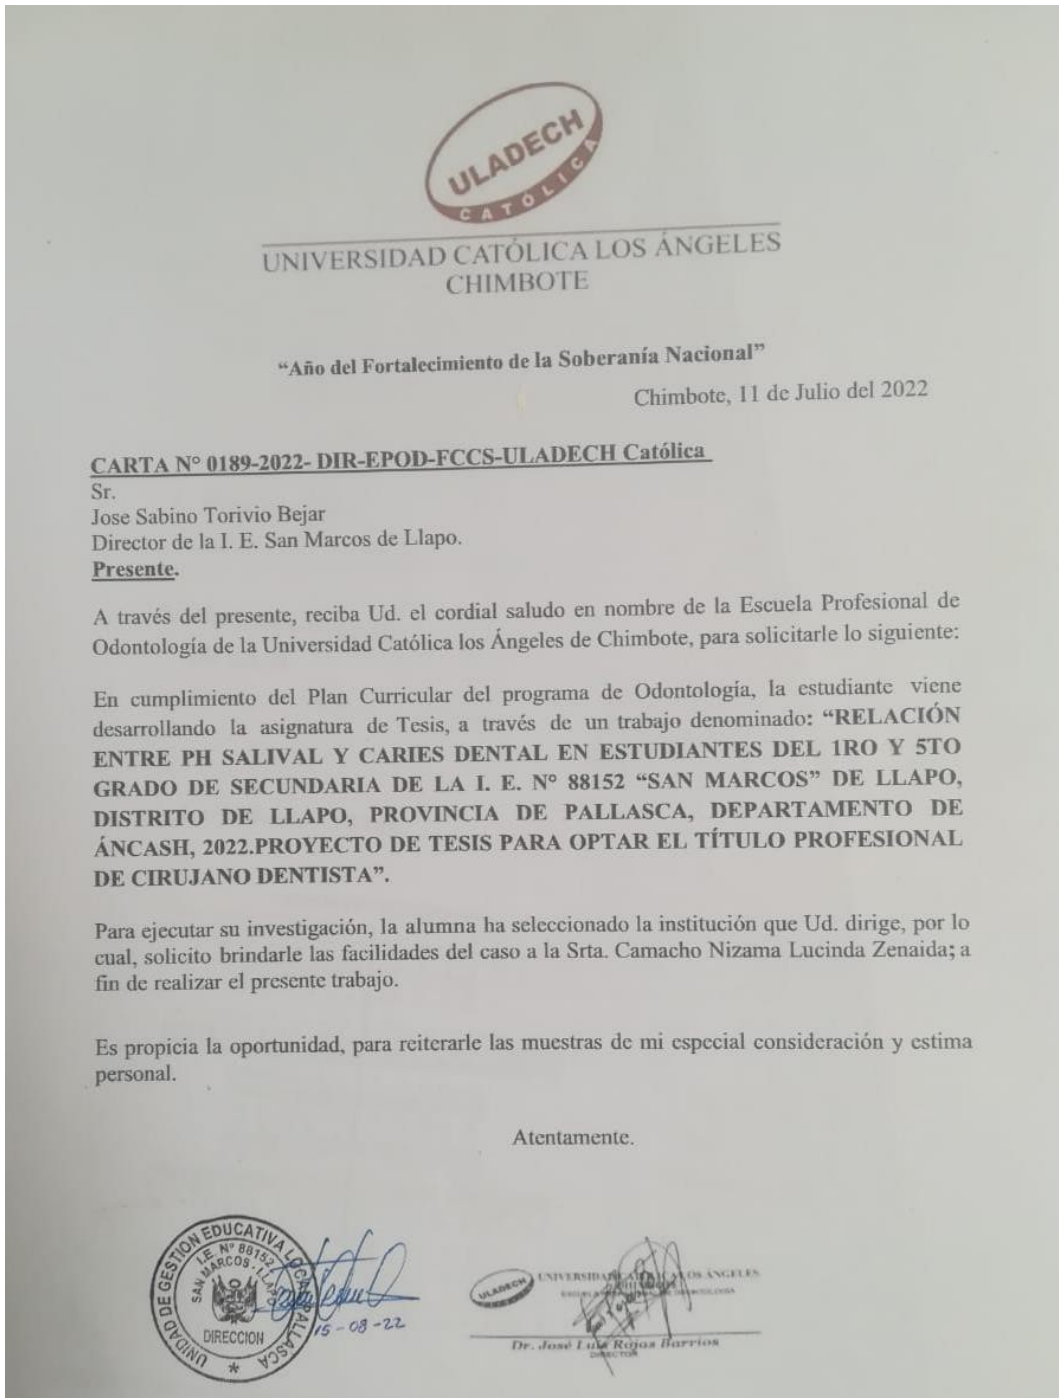 ULADECH
CATÓLICA
UNIVERSIDAD CATÓLICA LOS ÁNGELES
CHIMBOTE
“Año del Fortalecimiento de la Soberanía Nacional”
Chimbote, 11 de Julio del 2022
CARTA N° 0189-2022- DIR-EPOD-FCCS-ULADECH Católica
Sr.
Jose Sabino Torivio Bejar
Director de la I. E. San Marcos de Llapo.
Presente.
A través del presente, reciba Ud. el cordial saludo en nombre de la Escuela Profesional de
Odontología de la Universidad Católica los Ángeles de Chimbote, para solicitarle lo siguiente:
En cumplimiento del Plan Curricular del programa de Odontología, la estudiante viene
desarrollando la asignatura de Tesis, a través de un trabajo denominado: “RELACIÓN
ENTRE PH SALIVAL Y CARIES DENTAL EN ESTUDIANTES DEL 1RO Y 5TO
GRADO DE SECUNDARIA DE LA I. E. N° 88152 “SAN MARCOS” DE LLAPO,
DISTRITO DE LLAPO, PROVINCIA DE PALLASCA, DEPARTAMENTO DE
ÁNCASH, 2022.PROYECTO DE TESIS PARA OPTAR EL TÍTULO PROFESIONAL
DE CIRUJANO DENTISTA”.
Para ejecutar su investigación, la alumna ha seleccionado la institución que Ud. dirige, por lo
cual, solicito brindarle las facilidades del caso a la Srta. Camacho Nizama Lucinda Zenaida; a
fin de realizar el presente trabajo.
Es propicia la oportunidad, para reiterarle las muestras de mi especial consideración y estima
personal.
Atentamente.
UNIDAD DE GESTION EDUCATIVA LOCAL PALLASCA
I.E. N° 88152
SAN MARCOS - LLAPO
DIRECCION
15-08-22
ULADECH
UNIVERSIDAD LOS ÁNGELES
Dr. José Luis Rojas Barrios
DIRECTOR